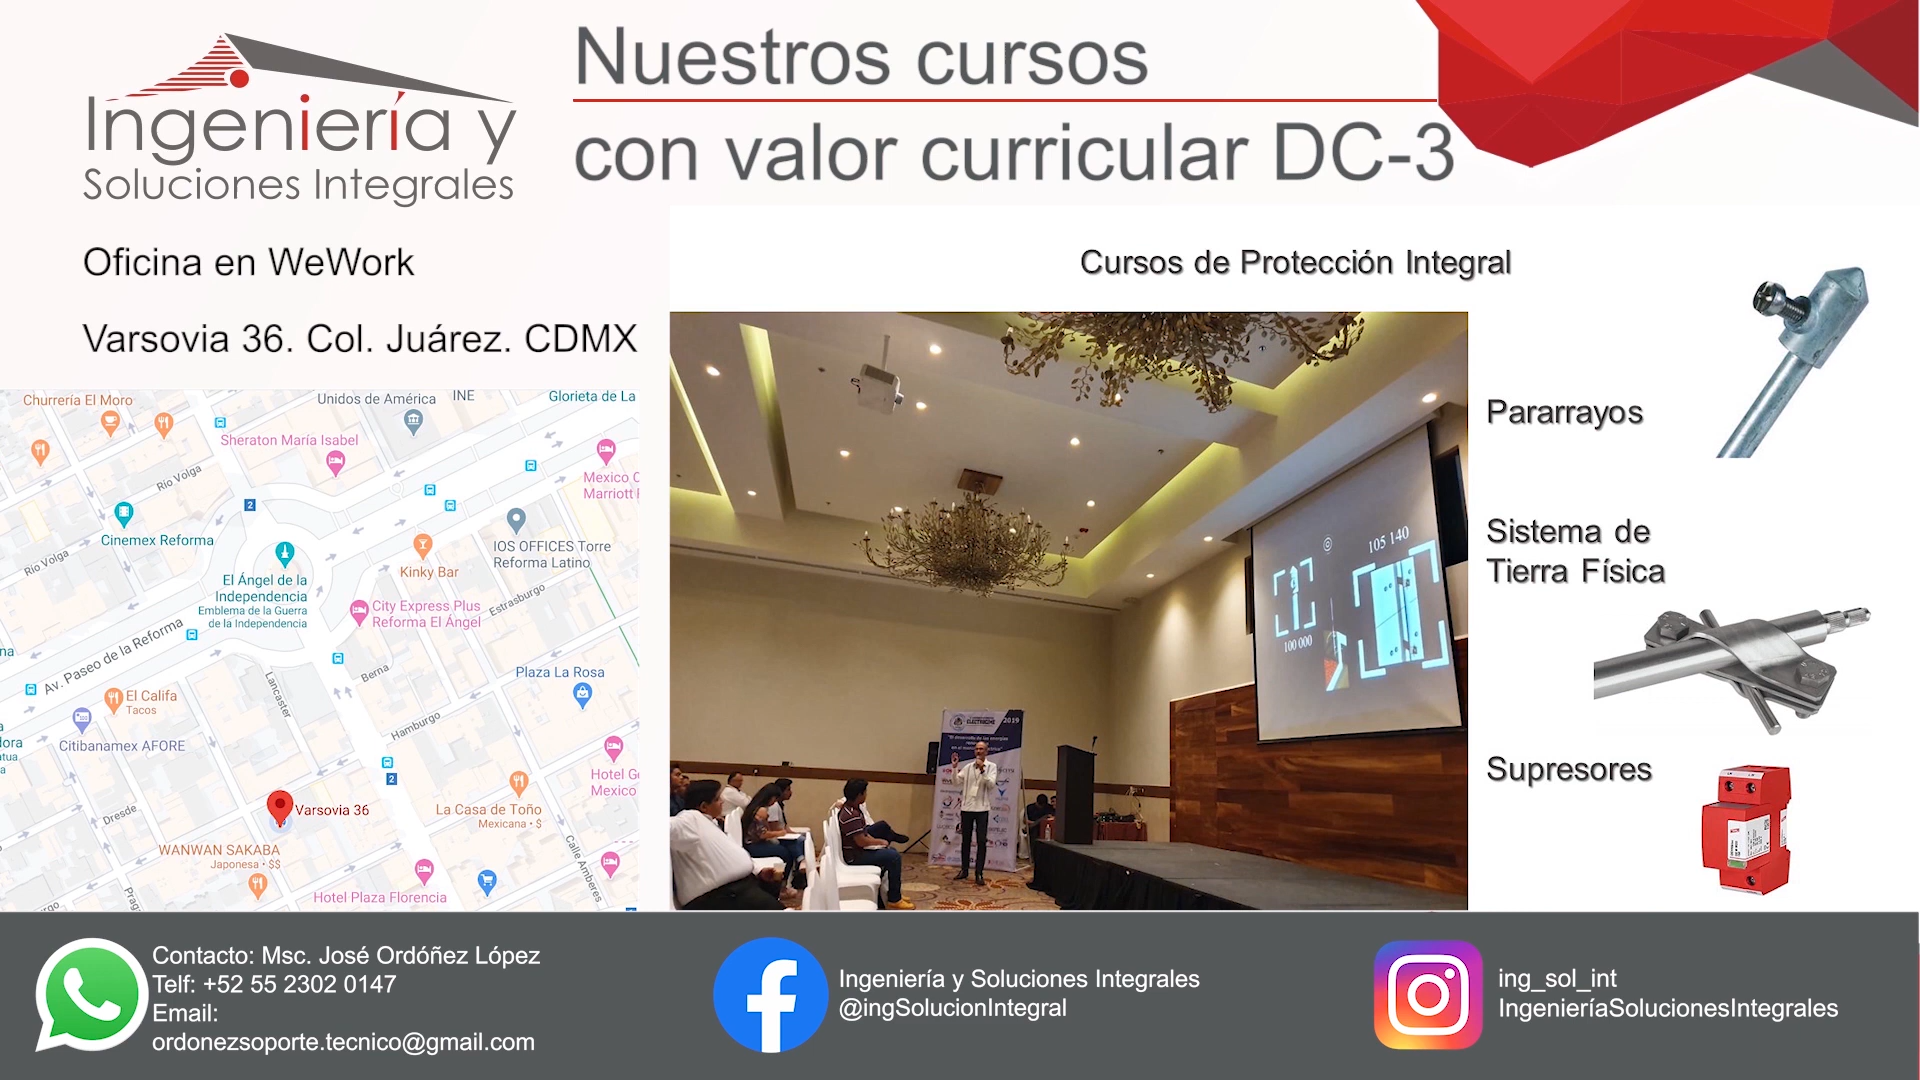 Ingeniería y
Soluciones Integrales
Nuestros cursos
con valor curricular DC-3
Oficina en WeWork
Varsovia 36. Col. Juárez. CDMX
Churrería El Moro
Unidos de América
INE
Glorieta de La
Sheraton María Isabel
Río Volga
2
Mexico C
Marriott
Cinemex Reforma
IOS OFFICES Torre
Reforma Latino
Río Volga
Kinky Bar
El Ángel de la
Independencia
Emblema de la Guerra
de la Independencia
City Express Plus
Reforma El Ángel
Estrasburgo
Av. Paseo de la Reforma
na
Berna
Plaza La Rosa
Lancaster
El Califa
Tacos
Hamburgo
Citibanamex AFORE
2
Hotel G
Mexico
Dresde
Varsovia 36
La Casa de Toño
Mexicana • $
WANWAN SAKABA
Japonesa • $$
Calle Amberes
Hotel Plaza Florencia
Prag
Cursos de Protección Integral
105 140
100 000
ELECTRICOS 2019
Pararrayos
Sistema de
Tierra Física
Supresores
Contacto: Msc. José Ordóñez López
Telf: +52 55 2302 0147
Email:
ordonezsoporte.tecnico@gmail.com
Ingeniería y Soluciones Integrales
@ingSolucionIntegral
ing_sol_int
IngenieríaSolucionesIntegrales